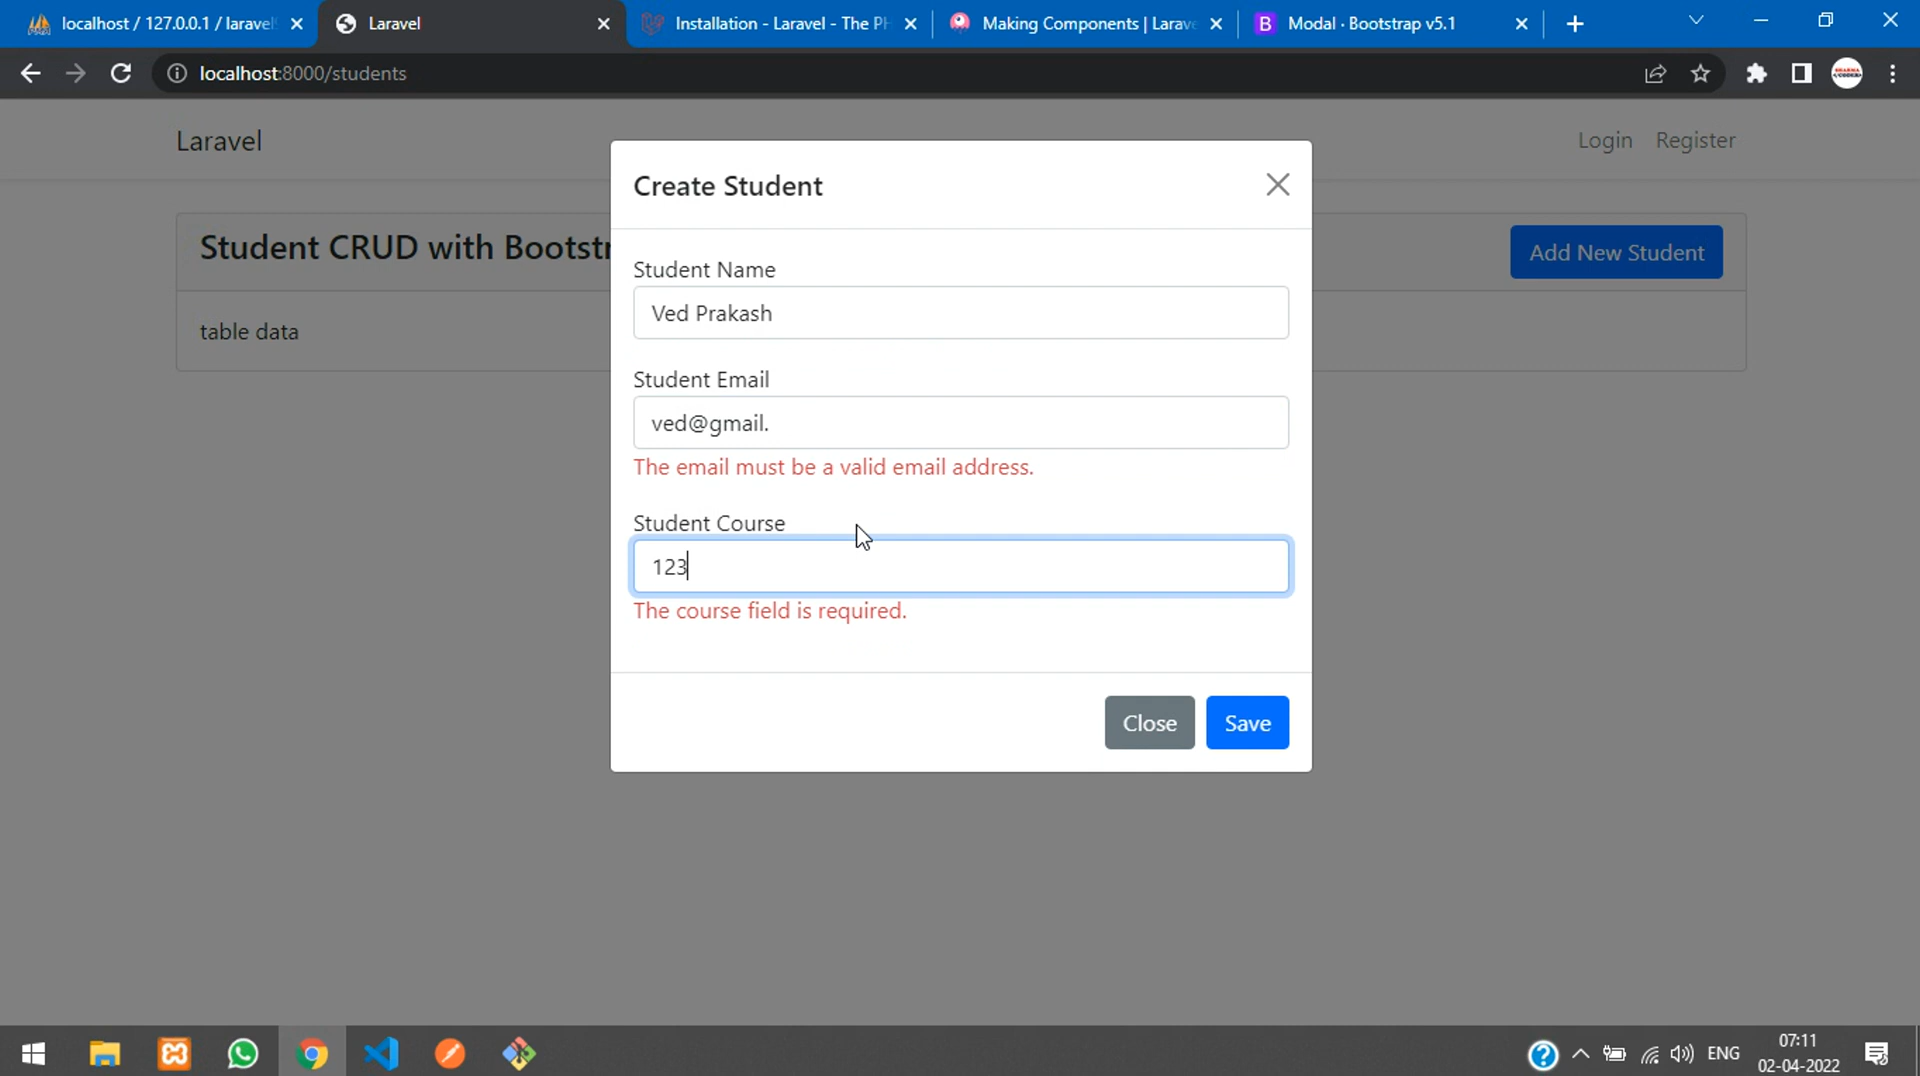 localhost / 127.0.0.1 / laravel
Laravel
Installation - Laravel - The PH
Making Components | Larave
Modal · Bootstrap v5.1
localhost:8000/students
Laravel
Login
Register
Create Student
Student CRUD with Bootstr
Add New Student
table data
Student Name
Ved Prakash
Student Email
ved@gmail.
The email must be a valid email address.
Student Course
123
The course field is required.
Close
Save
ENG
07:11
02-04-2022